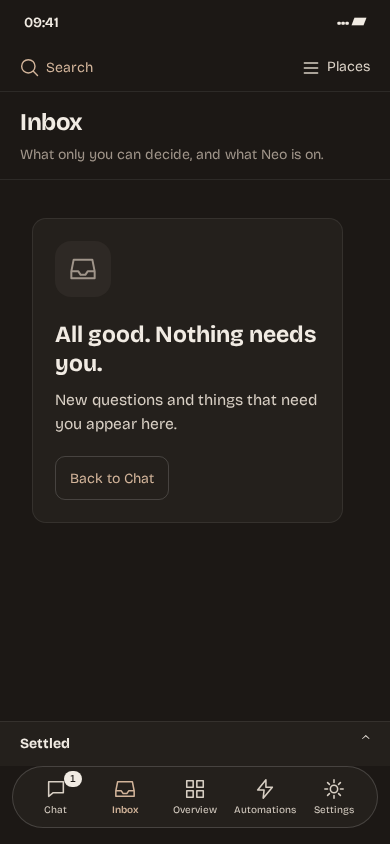 09:41
Search
Places
Inbox
What only you can decide, and what Neo is on.
All good. Nothing needs
you.
New questions and things that need
you appear here.
Back to Chat
Settled
1
Chat
Inbox
Overview
Automations
Settings